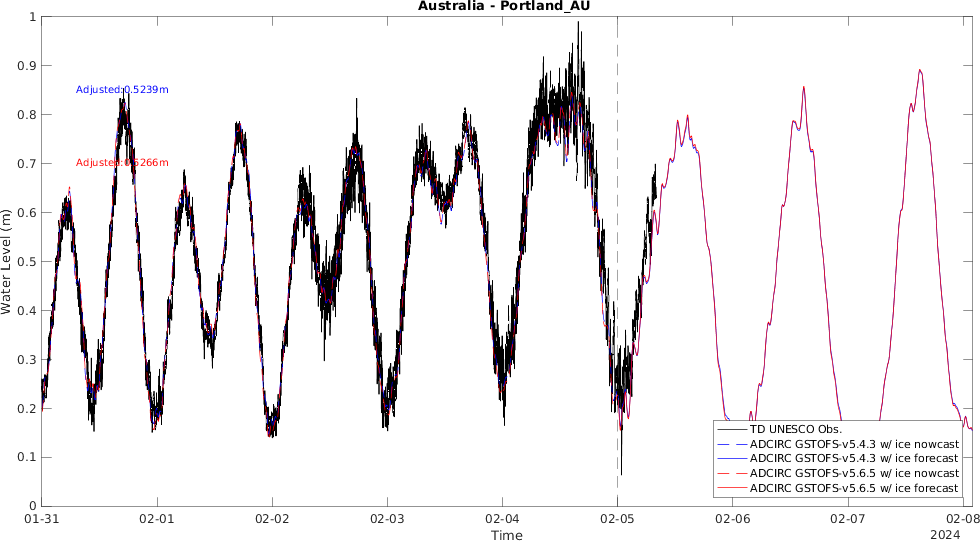 Australia - Portland_AU
1
0.9
0.8
0.7
0.6
0.5
0.4
0.3
0.2
0.1
0
Water Level (m)
Adjusted:0.5239m
Adjusted:0.5266m
TD UNESCO Obs.
ADCIRC GSTOFS-v5.4.3 w/ ice nowcast
ADCIRC GSTOFS-v5.4.3 w/ ice forecast
ADCIRC GSTOFS-v5.6.5 w/ ice nowcast
ADCIRC GSTOFS-v5.6.5 w/ ice forecast
01-31 02-01 02-02 02-03 02-04 02-05 02-06 02-07 02-08
Time 2024